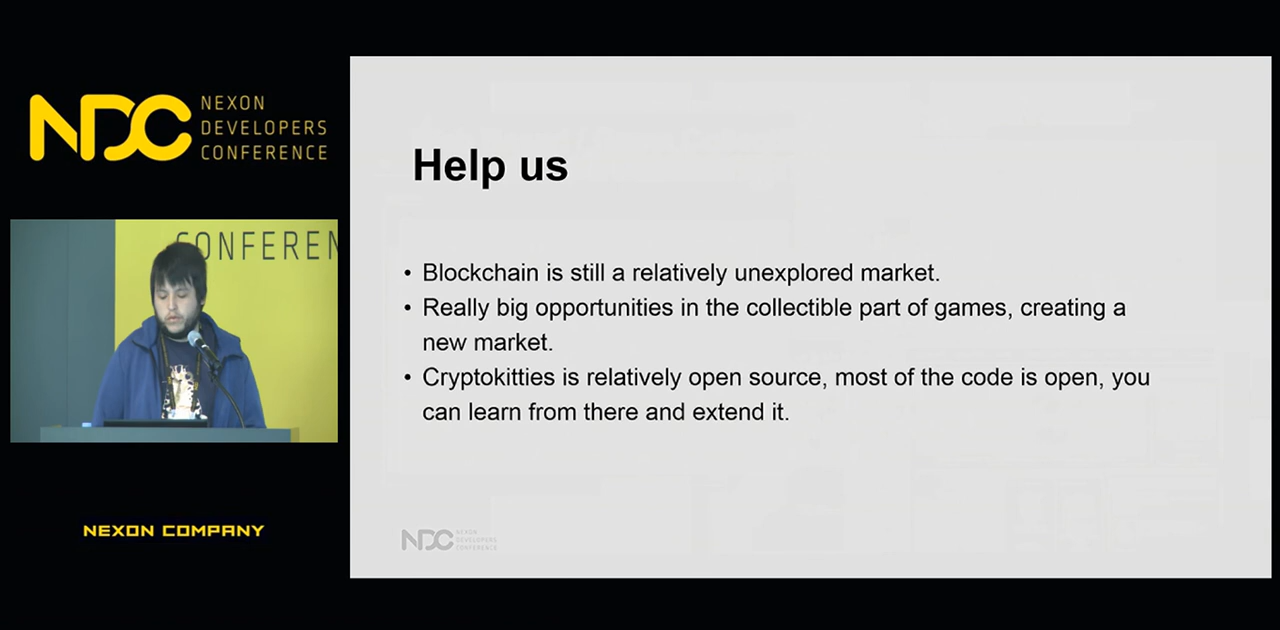 NDC NEXON
DEVELOPERS
CONFERENCE
CONFEREN
NEXON COMPANY
Help us
• Blockchain is still a relatively unexplored market.
• Really big opportunities in the collectible part of games, creating a
new market.
• Cryptokitties is relatively open source, most of the code is open, you
can learn from there and extend it.
NDC NEXON
DEVELOPERS
CONFERENCE